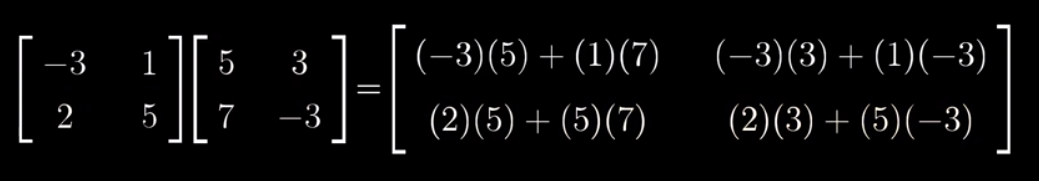 [ −3 1 ] [ 5 3 ] = [ (−3)(5) + (1)(7) (−3)(3) + (1)(−3) ]
[ 2 5 ] [ 7 −3 ] [ (2)(5) + (5)(7) (2)(3) + (5)(−3) ]